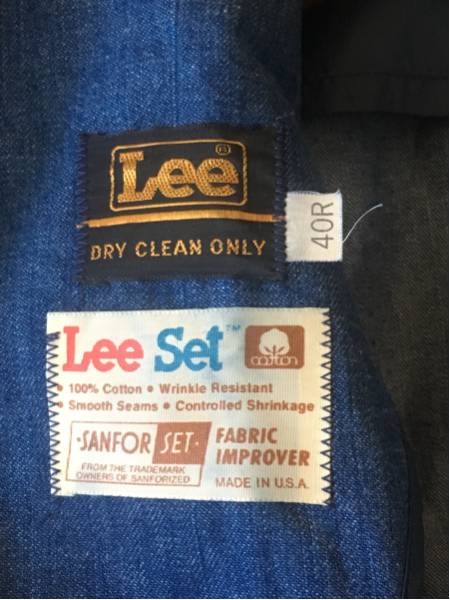 Lee ®
DRY CLEAN ONLY
40R
Lee Set™
COTTON
• 100% Cotton • Wrinkle Resistant
• Smooth Seams • Controlled Shrinkage
·SANFOR SET·
FROM THE TRADEMARK
OWNERS OF SANFORIZED
FABRIC
IMPROVER
MADE IN U.S.A.